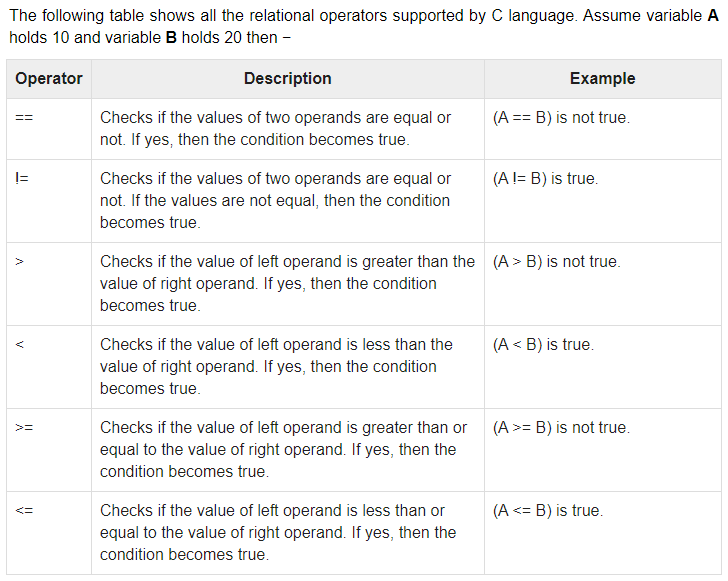 The following table shows all the relational operators supported by C language. Assume variable A
holds 10 and variable B holds 20 then −
Operator Description Example
== Checks if the values of two operands are equal or (A == B) is not true.
not. If yes, then the condition becomes true.
!= Checks if the values of two operands are equal or (A != B) is true.
not. If the values are not equal, then the condition
becomes true.
> Checks if the value of left operand is greater than the (A > B) is not true.
value of right operand. If yes, then the condition
becomes true.
< Checks if the value of left operand is less than the (A < B) is true.
value of right operand. If yes, then the condition
becomes true.
>= Checks if the value of left operand is greater than or (A >= B) is not true.
equal to the value of right operand. If yes, then the
condition becomes true.
<= Checks if the value of left operand is less than or (A <= B) is true.
equal to the value of right operand. If yes, then the
condition becomes true.